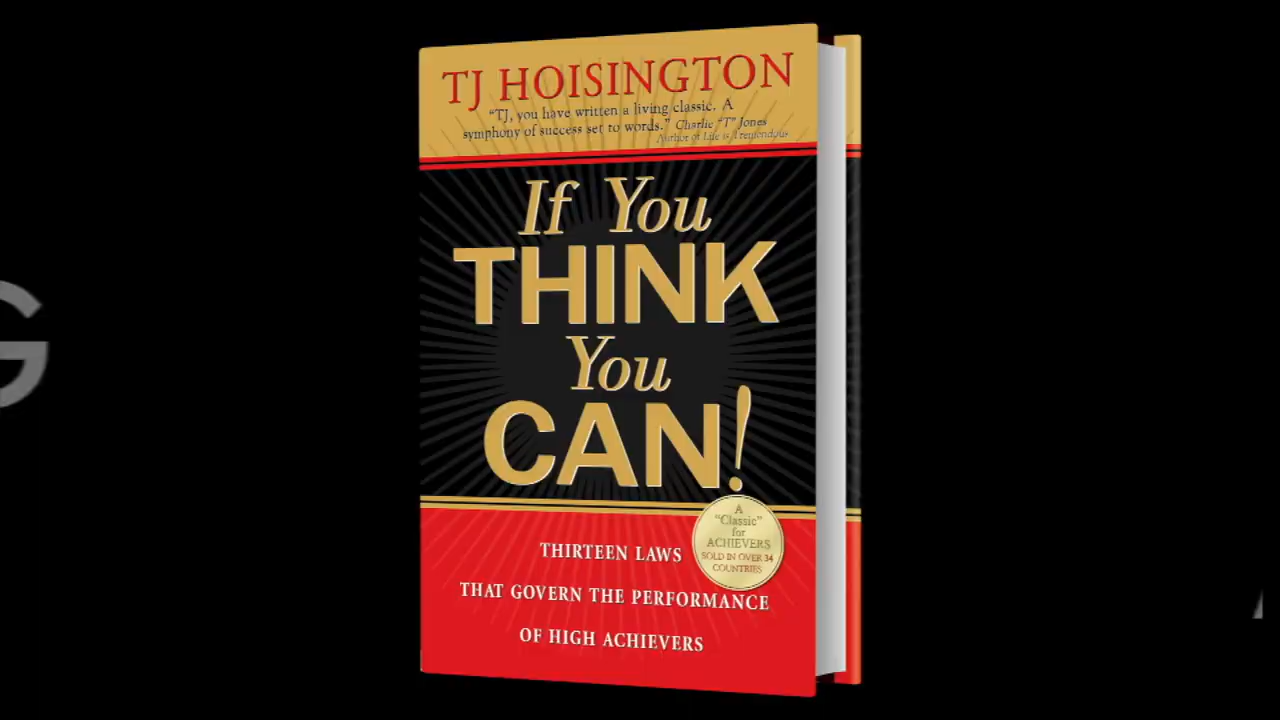 TJ HOISINGTON
"TJ, you have written a living classic. A
symphony of success set to words." Charlie "T" Jones
Author of Life is Tremendous
If You
THINK
You
CAN!
A
"Classic"
for
ACHIEVERS
SOLD IN OVER 34
COUNTRIES
THIRTEEN LAWS
THAT GOVERN THE PERFORMANCE
OF HIGH ACHIEVERS
G